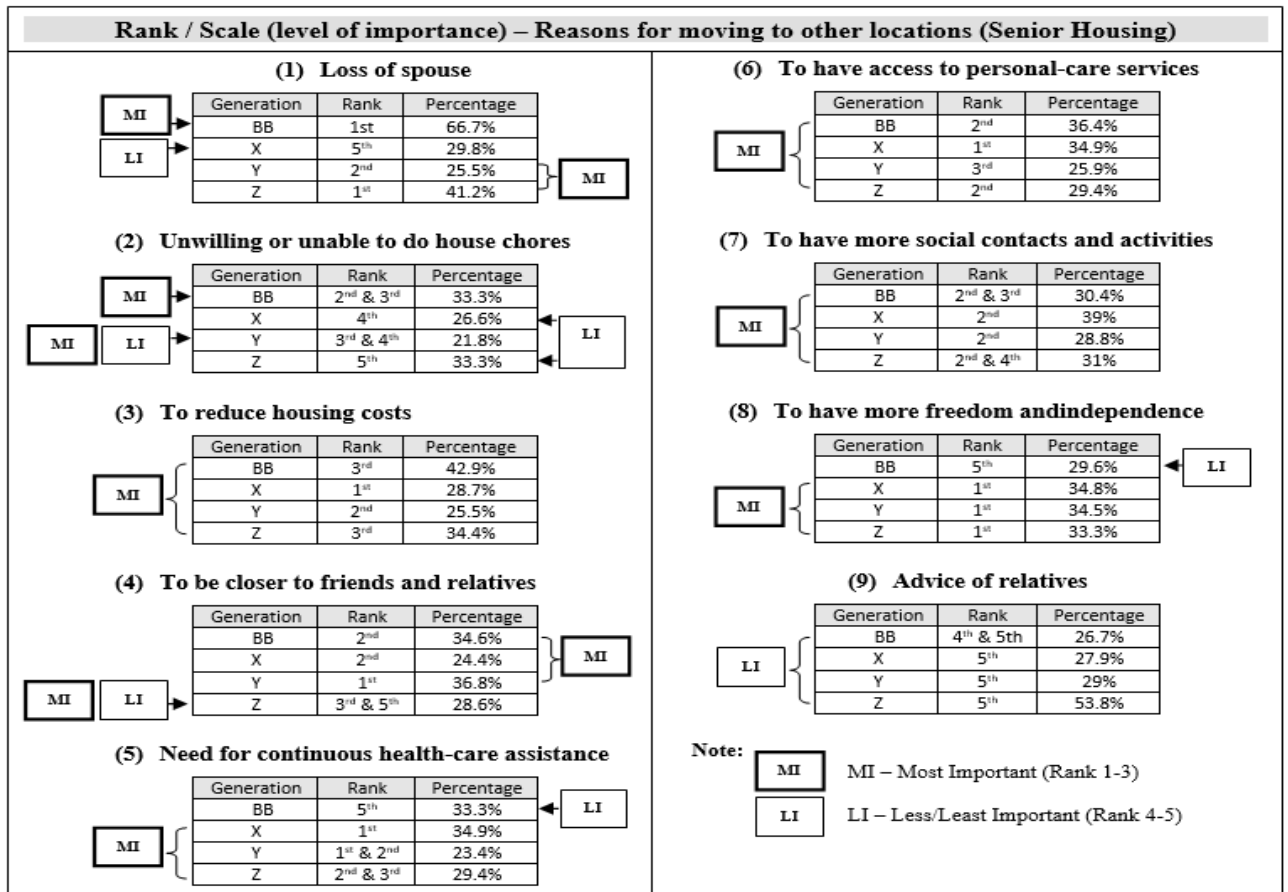 Rank / Scale (level of importance) – Reasons for moving to other locations (Senior Housing)
(1) Loss of spouse
MI
LI
Generation Rank Percentage
BB 1st 66.7%
X 5th 29.8%
Y 2nd 25.5%
Z 1st 41.2%
MI
(2) Unwilling or unable to do house chores
MI
MI LI
Generation Rank Percentage
BB 2nd & 3rd 33.3%
X 4th 26.6%
Y 3rd & 4th 21.8%
Z 5th 33.3%
LI
(3) To reduce housing costs
MI
Generation Rank Percentage
BB 3rd 42.9%
X 1st 28.7%
Y 2nd 25.5%
Z 3rd 34.4%
(4) To be closer to friends and relatives
Generation Rank Percentage
BB 2nd 34.6%
X 2nd 24.4%
Y 1st 36.8%
Z 3rd & 5th 28.6%
MI
MI LI
(5) Need for continuous health-care assistance
Generation Rank Percentage
BB 5th 33.3%
X 1st 34.9%
Y 1st & 2nd 23.4%
Z 2nd & 3rd 29.4%
LI
MI
(6) To have access to personal-care services
MI
Generation Rank Percentage
BB 2nd 36.4%
X 1st 34.9%
Y 3rd 25.9%
Z 2nd 29.4%
(7) To have more social contacts and activities
MI
Generation Rank Percentage
BB 2nd & 3rd 30.4%
X 2nd 39%
Y 2nd 28.8%
Z 2nd & 4th 31%
(8) To have more freedom andindependence
Generation Rank Percentage
BB 5th 29.6%
X 1st 34.8%
Y 1st 34.5%
Z 1st 33.3%
LI
MI
(9) Advice of relatives
LI
Generation Rank Percentage
BB 4th & 5th 26.7%
X 5th 27.9%
Y 5th 29%
Z 5th 53.8%
Note:
MI MI – Most Important (Rank 1-3)
LI LI – Less/Least Important (Rank 4-5)